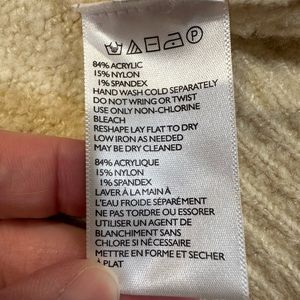 84% ACRYLIC
15% NYLON
1% SPANDEX
HAND WASH COLD SEPARATELY
DO NOT WRING OR TWIST
USE ONLY NON-CHLORINE
BLEACH
RESHAPE LAY FLAT TO DRY
LOW IRON AS NEEDED
MAY BE DRY CLEANED
84% ACRYLIQUE
15% NYLON
1% SPANDEX
LAVER À LA MAIN À
L'EAU FROIDE SÉPARÉMENT
NE PAS TORDRE OU ESSORER
UTILISER UN AGENT DE
BLANCHIMENT SANS
CHLORE SI NÉCESSAIRE
METTRE EN FORME ET SECHER
À PLAT